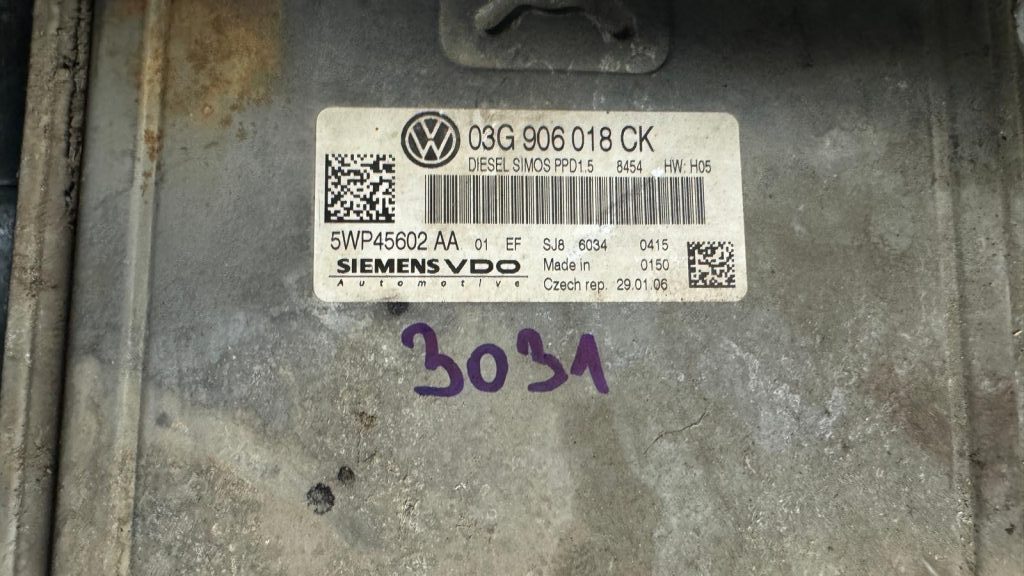 03G 906 018 CK
DIESEL SIMOS PPD1.5 8454 HW: H05
5WP45602 AA 01 EF SJ8 6034 0415
SIEMENS VDO Made in 0150
Automotive Czech rep. 29.01.06
3031